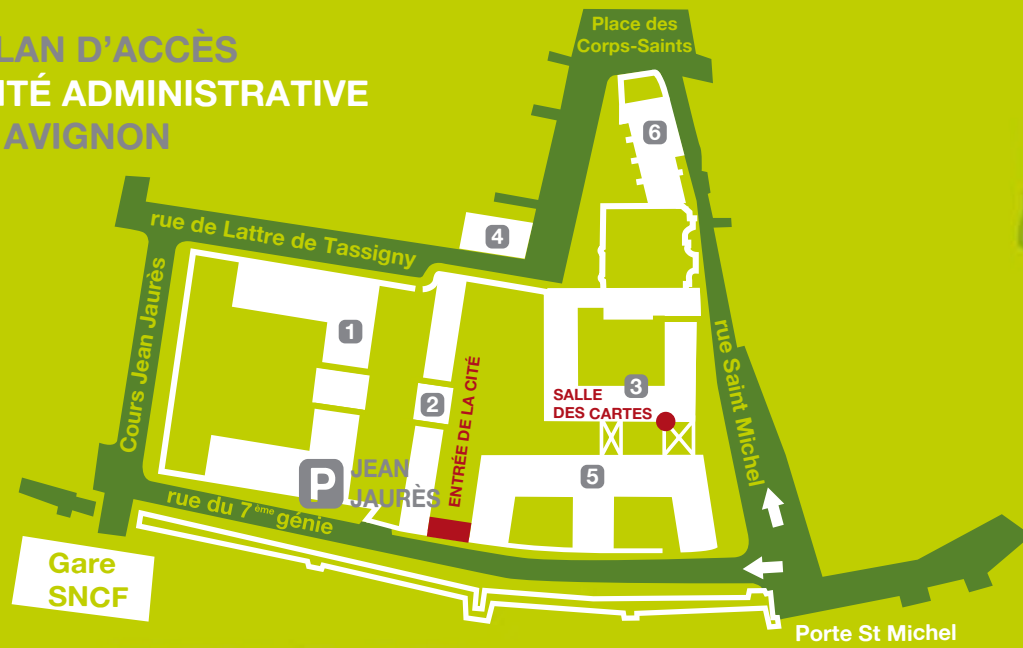 LAN D'ACCÈS
ITÉ ADMINISTRATIVE
AVIGNON
Place des
Corps-Saints
6
rue de Lattre de Tassigny
4
Cours Jean Jaurès
1
2
ENTRÉE DE LA CITÉ
3
SALLE
DES CARTES
rue Saint Michel
5
P
JEAN
JAURÈS
rue du 7ème génie
Gare
SNCF
Porte St Michel